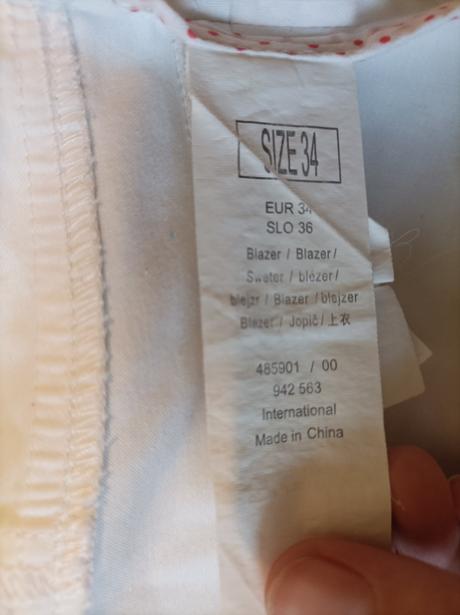 SIZE 34
EUR 34
SLO 36
Blazer / Blazer/
Sweter / blézer/
blejzr / Blazer / blejzer
Blezer / Jopič/ 上衣
485901 / 00
942 563
International
Made in China